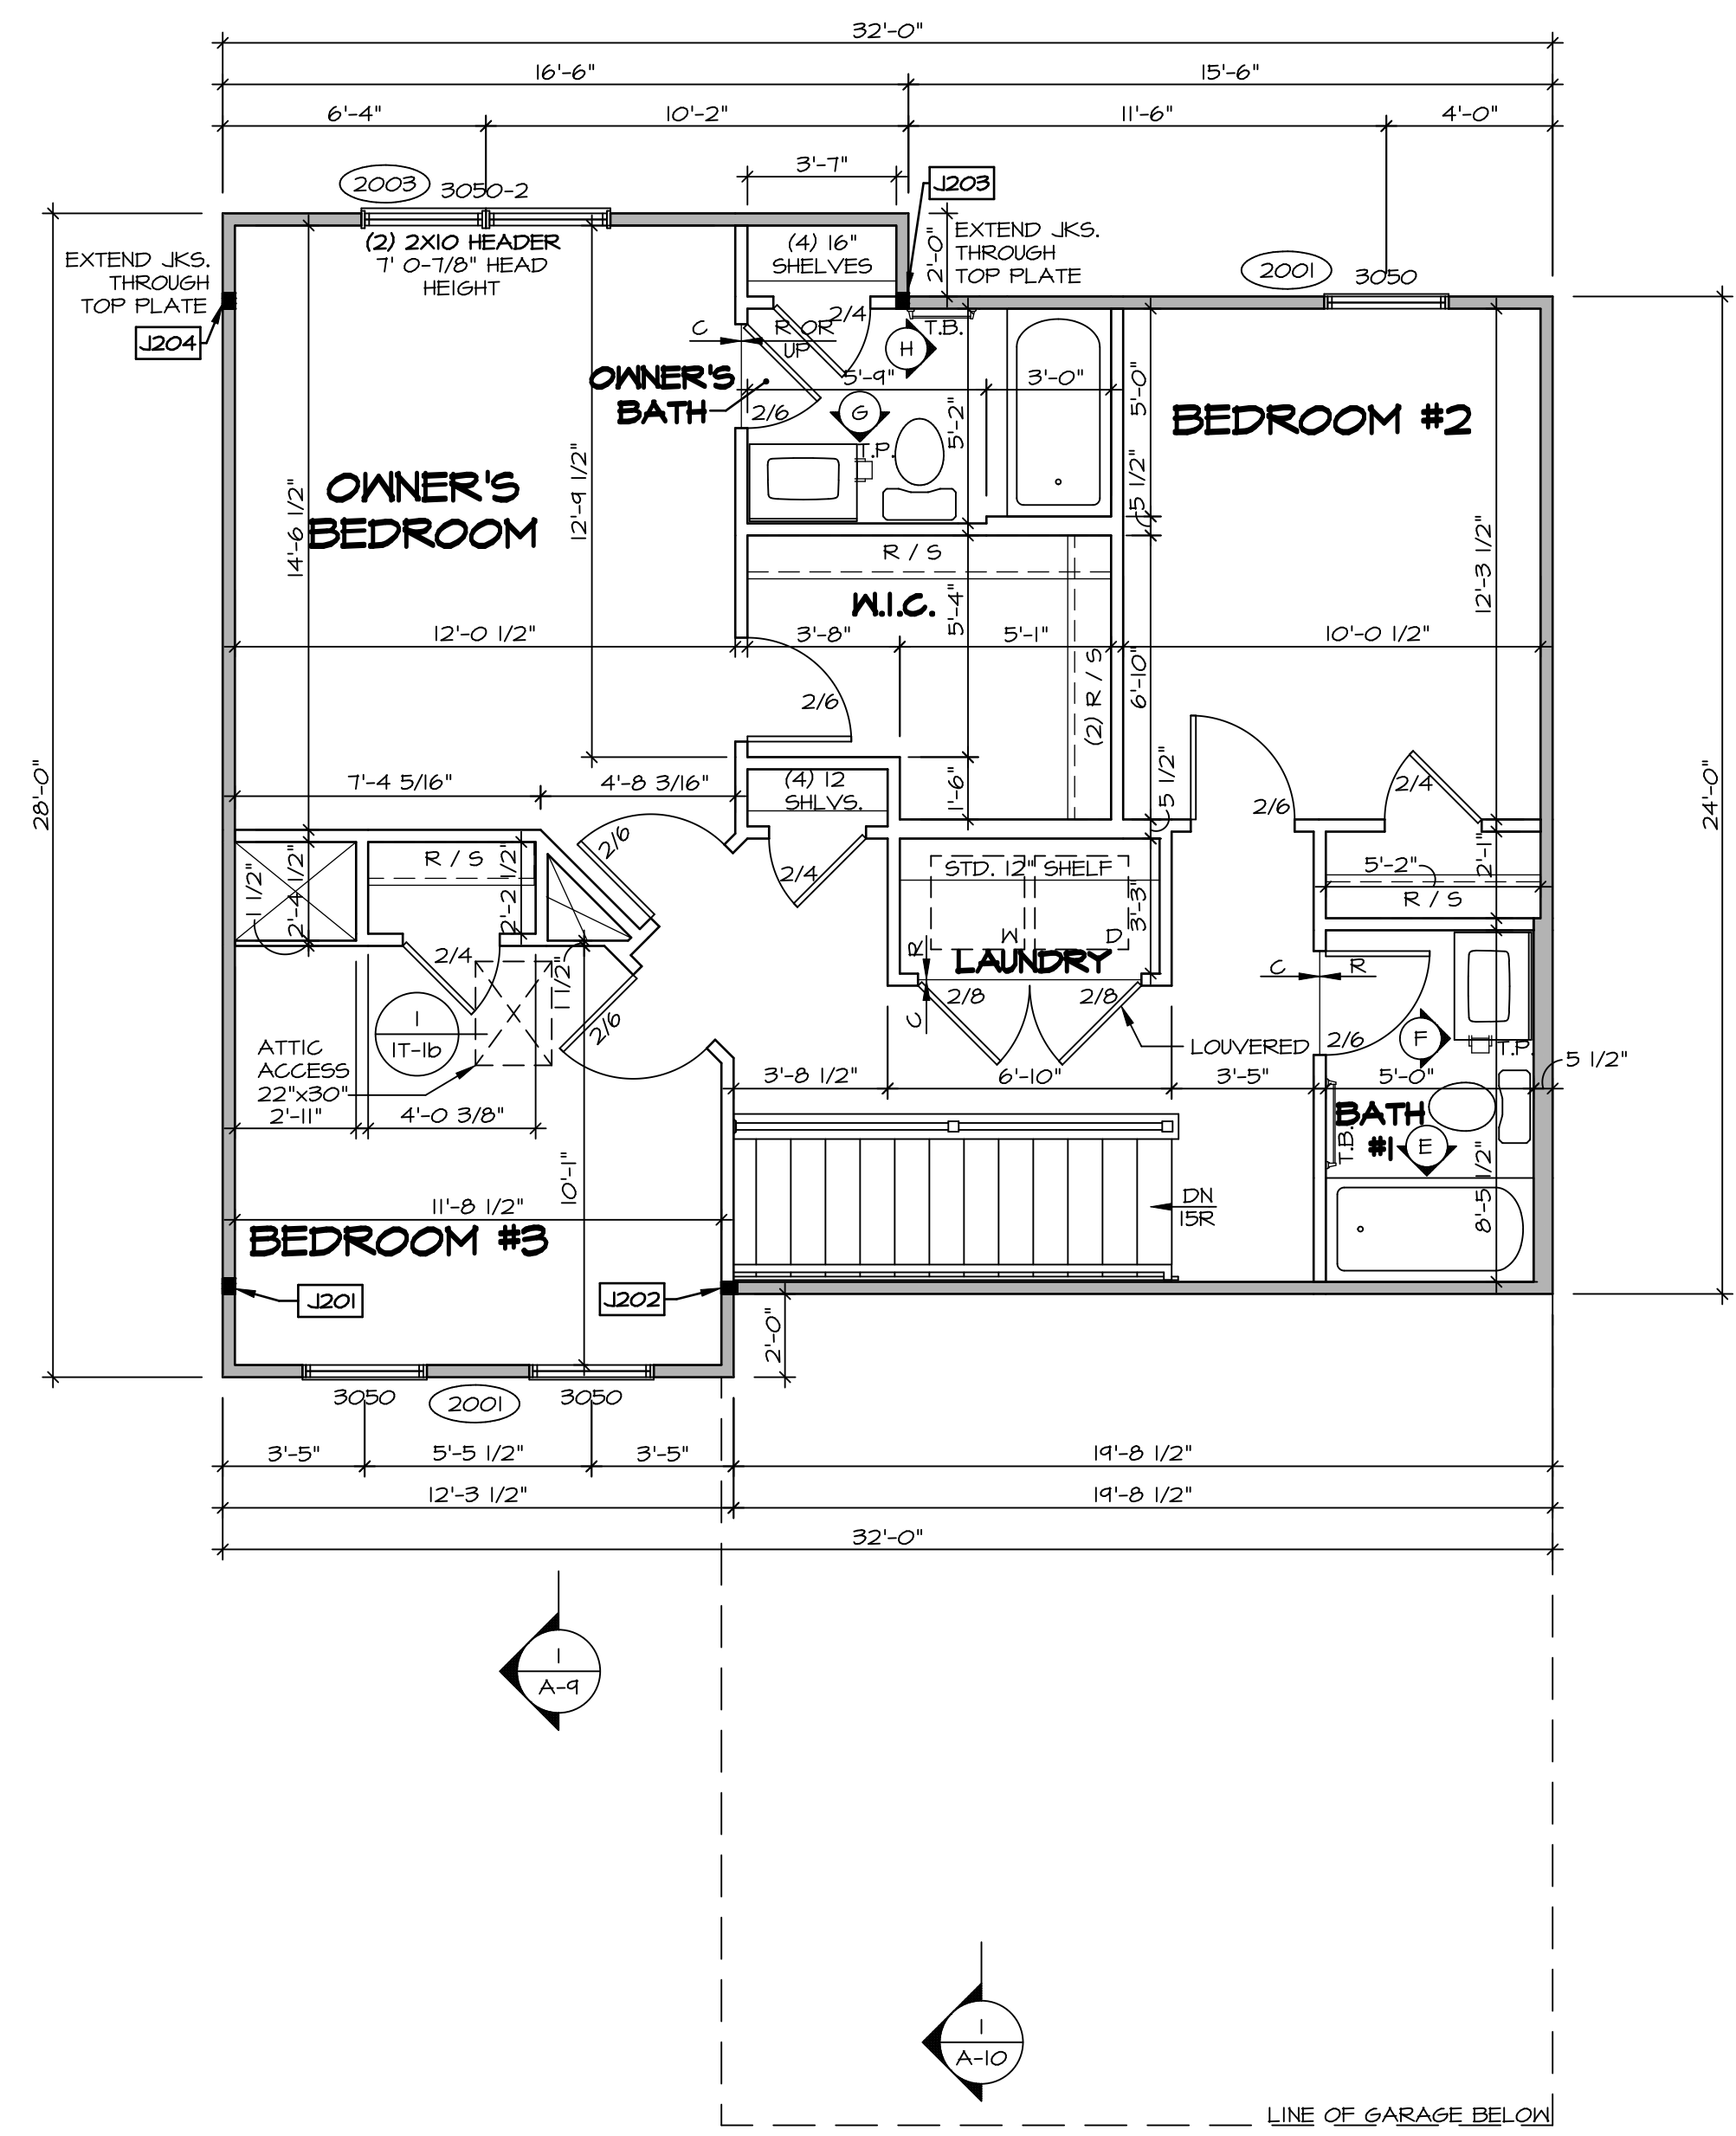 32'-0"
16'-6"
15'-6"
6'-4"
10'-2"
11'-6"
4'-0"
3'-7"
2003
3050-2
J203
(2) 2X10 HEADER
7' 0-7/8" HEAD
HEIGHT
(4) 16"
SHELVES
2'-0"
EXTEND JKS.
THROUGH
TOP PLATE
2001
3050
EXTEND JKS.
THROUGH
TOP PLATE
J204
C
R OR
UP
2/4
T.B.
H
OWNER'S
BATH
2/6
5'-9"
3'-0"
5'-0"
G
T.P.
5'-2"
5 1/2"
BEDROOM #2
OWNER'S
BEDROOM
14'-6 1/2"
12'-9 1/2"
12'-3 1/2"
R / S
W.I.C.
5'-4"
12'-0 1/2"
3'-8"
5'-1"
10'-0 1/2"
(2) R / S
6'-10"
2/6
28'-0"
24'-0"
7'-4 5/16"
4'-8 3/16"
(4) 12
SHLVS.
1'-6"
5 1/2"
2/6
2/4
2/6
R / S
1 1/2"
2'-4 1/2"
2'-2 1/2"
2/4
STD. 12" SHELF
3'-3"
5'-2"
2'-1"
R / S
W
D
R
LAUNDRY
C
2/8
2/8
C
R
2/4
1 1/2"
2/6
1
1T-1b
ATTIC
ACCESS
22"x30"
LOUVERED
2/6
F
T.P.
5 1/2"
2'-11"
4'-0 3/8"
3'-8 1/2"
6'-10"
3'-5"
5'-0"
BATH
#1
E
T.B.
10'-1"
8'-5 1/2"
11'-8 1/2"
BEDROOM #3
DN
15R
J201
J202
2'-0"
3050
2001
3050
3'-5"
5'-5 1/2"
3'-5"
19'-8 1/2"
12'-3 1/2"
19'-8 1/2"
32'-0"
1
A-9
1
A-10
LINE OF GARAGE BELOW